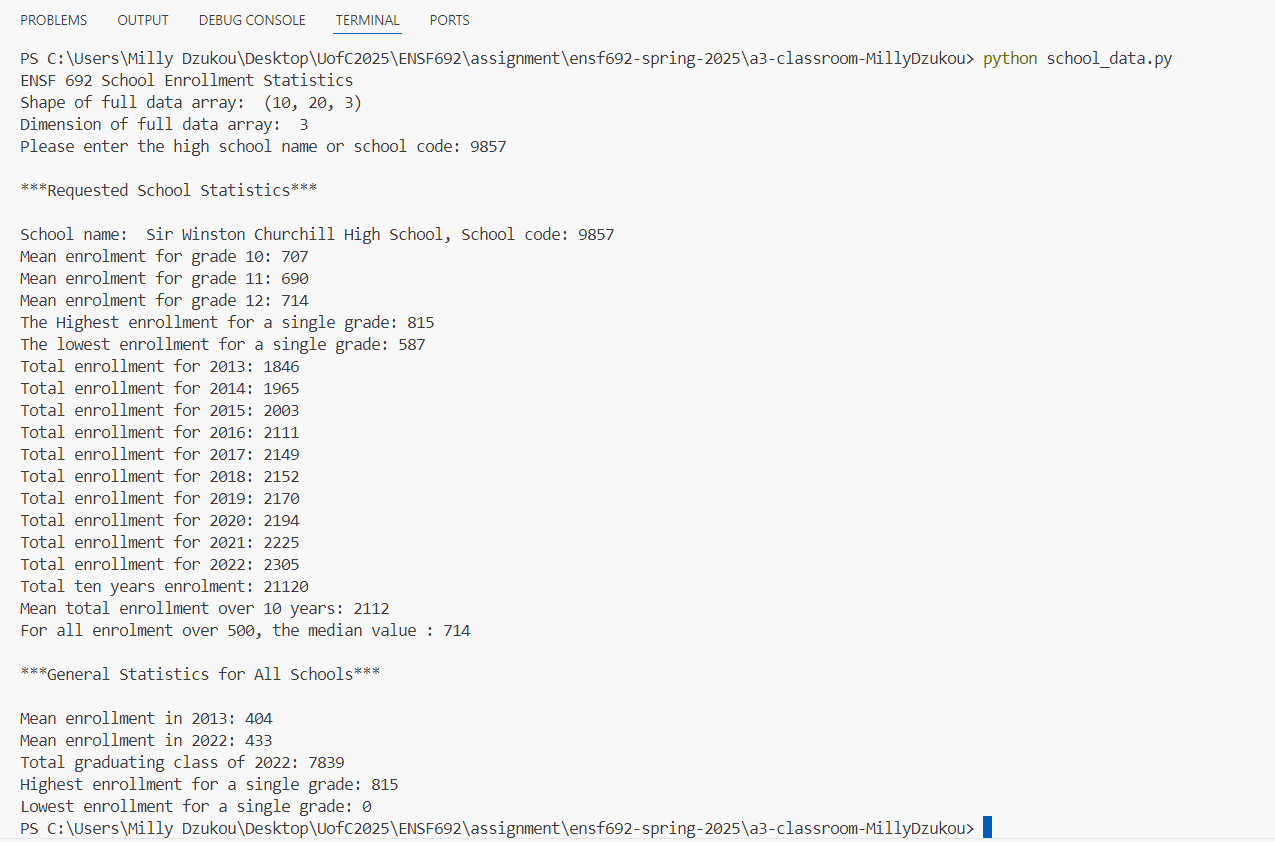 PROBLEMS OUTPUT DEBUG CONSOLE TERMINAL PORTS
PS C:\Users\Milly Dzukou\Desktop\UofC2025\ENSF692\assignment\ensf692-spring-2025\a3-classroom-MillyDzukou> python school_data.py
ENSF 692 School Enrollment Statistics
Shape of full data array:  (10, 20, 3)
Dimension of full data array:  3
Please enter the high school name or school code: 9857

***Requested School Statistics***

School name:  Sir Winston Churchill High School, School code: 9857
Mean enrolment for grade 10: 707
Mean enrolment for grade 11: 690
Mean enrolment for grade 12: 714
The Highest enrollment for a single grade: 815
The lowest enrollment for a single grade: 587
Total enrollment for 2013: 1846
Total enrollment for 2014: 1965
Total enrollment for 2015: 2003
Total enrollment for 2016: 2111
Total enrollment for 2017: 2149
Total enrollment for 2018: 2152
Total enrollment for 2019: 2170
Total enrollment for 2020: 2194
Total enrollment for 2021: 2225
Total enrollment for 2022: 2305
Total ten years enrolment: 21120
Mean total enrollment over 10 years: 2112
For all enrolment over 500, the median value : 714

***General Statistics for All Schools***

Mean enrollment in 2013: 404
Mean enrollment in 2022: 433
Total graduating class of 2022: 7839
Highest enrollment for a single grade: 815
Lowest enrollment for a single grade: 0
PS C:\Users\Milly Dzukou\Desktop\UofC2025\ENSF692\assignment\ensf692-spring-2025\a3-classroom-MillyDzukou>